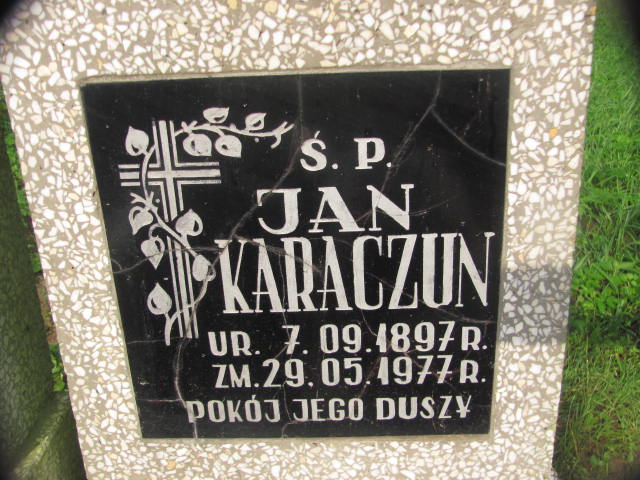 Ś. P.
JAN
KARACZUN
UR. 7. 09.1897 R.
ZM.29.05.1977 R.
POKÓJ JEGO DUSZY